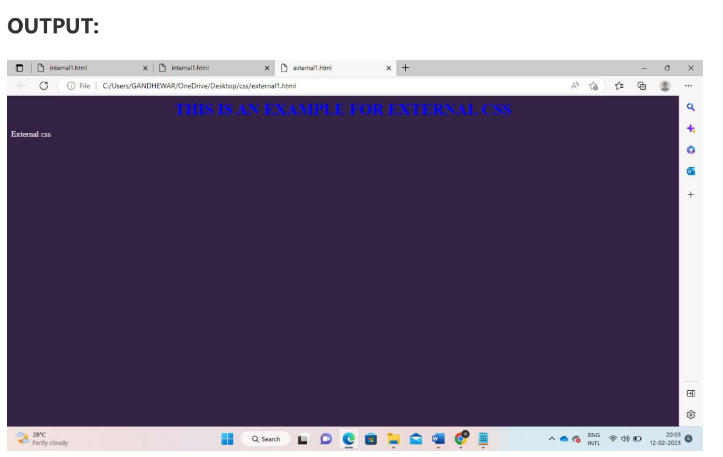 OUTPUT:
internal1.html
internal1.html
external1.html
File
C:/Users/GANDHEWAR/OneDrive/Desktop/css/external1.html
THIS IS AN EXAMPLE FOR EXTERNAL CSS
External css
28°C
Partly cloudy
Search
ENG
INTL
20:03
12-02-2023